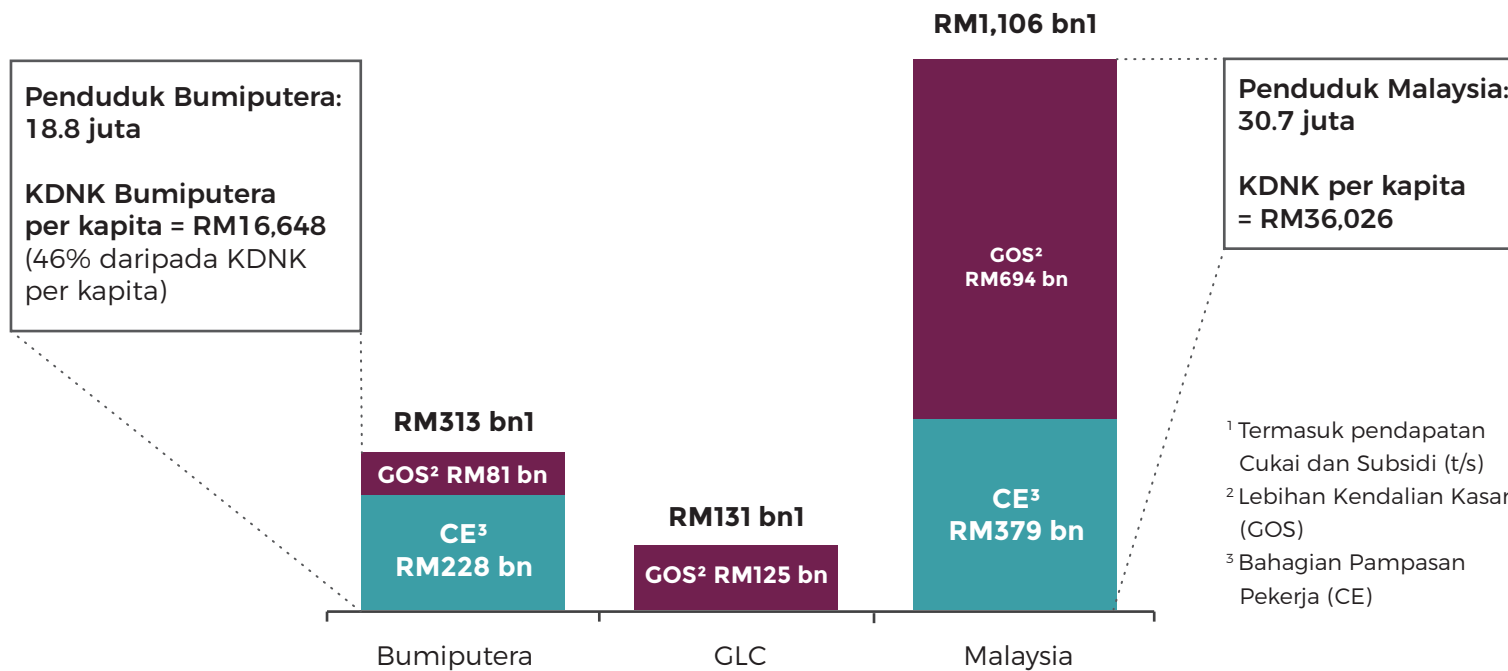 RM1,106 bn1
Penduduk Bumiputera:
18.8 juta
KDNK Bumiputera
per kapita = RM16,648
(46% daripada KDNK
per kapita)
Penduduk Malaysia:
30.7 juta
KDNK per kapita
= RM36,026
GOS²
RM694 bn
RM313 bn1
GOS² RM81 bn
CE³
RM228 bn
RM131 bn1
GOS² RM125 bn
CE³
RM379 bn
¹ Termasuk pendapatan
Cukai dan Subsidi (t/s)
² Lebihan Kendalian Kasar
(GOS)
³ Bahagian Pampasan
Pekerja (CE)
Bumiputera
GLC
Malaysia